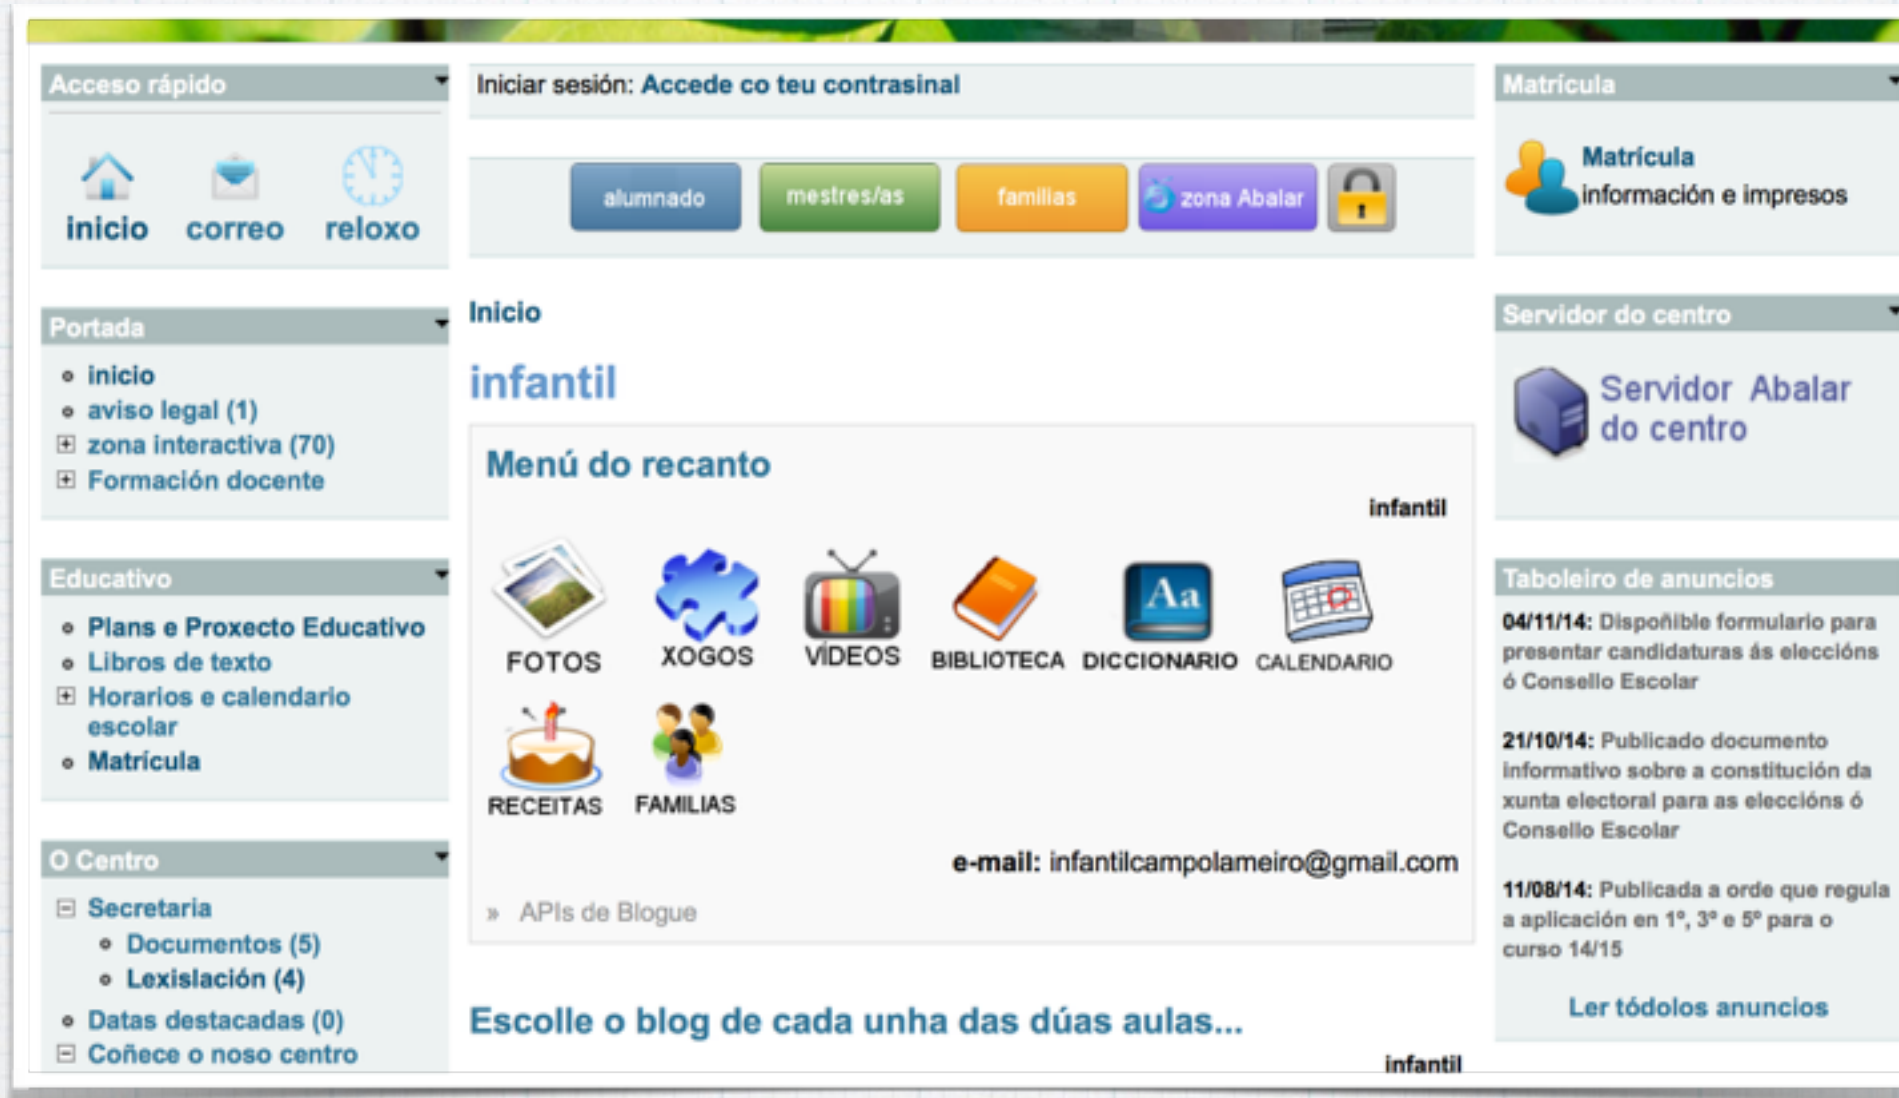 Acceso rápido
inicio correo reloxo
Portada
inicio
aviso legal (1)
zona interactiva (70)
Formación docente
Educativo
Plans e Proxecto Educativo
Libros de texto
Horarios e calendario
escolar
Matrícula
O Centro
Secretaria
Documentos (5)
Lexislación (4)
Datas destacadas (0)
Coñece o noso centro
Iniciar sesión: Accede co teu contrasinal
alumnado mestres/as familias zona Abalar
Inicio
infantil
Menú do recanto
infantil
Aa
FOTOS XOGOS VÍDEOS BIBLIOTECA DICCIONARIO CALENDARIO
RECEITAS FAMILIAS
e-mail: infantilcampolameiro@gmail.com
» APIs de Blogue
Escolle o blog de cada unha das dúas aulas...
infantil
Matrícula
Matrícula
información e impresos
Servidor do centro
Servidor Abalar
do centro
Taboleiro de anuncios
04/11/14: Dispoñible formulario para
presentar candidaturas ás eleccións
ó Consello Escolar
21/10/14: Publicado documento
informativo sobre a constitución da
xunta electoral para as eleccións ó
Consello Escolar
11/08/14: Publicada a orde que regula
a aplicación en 1º, 3º e 5º para o
curso 14/15
Ler tódolos anuncios